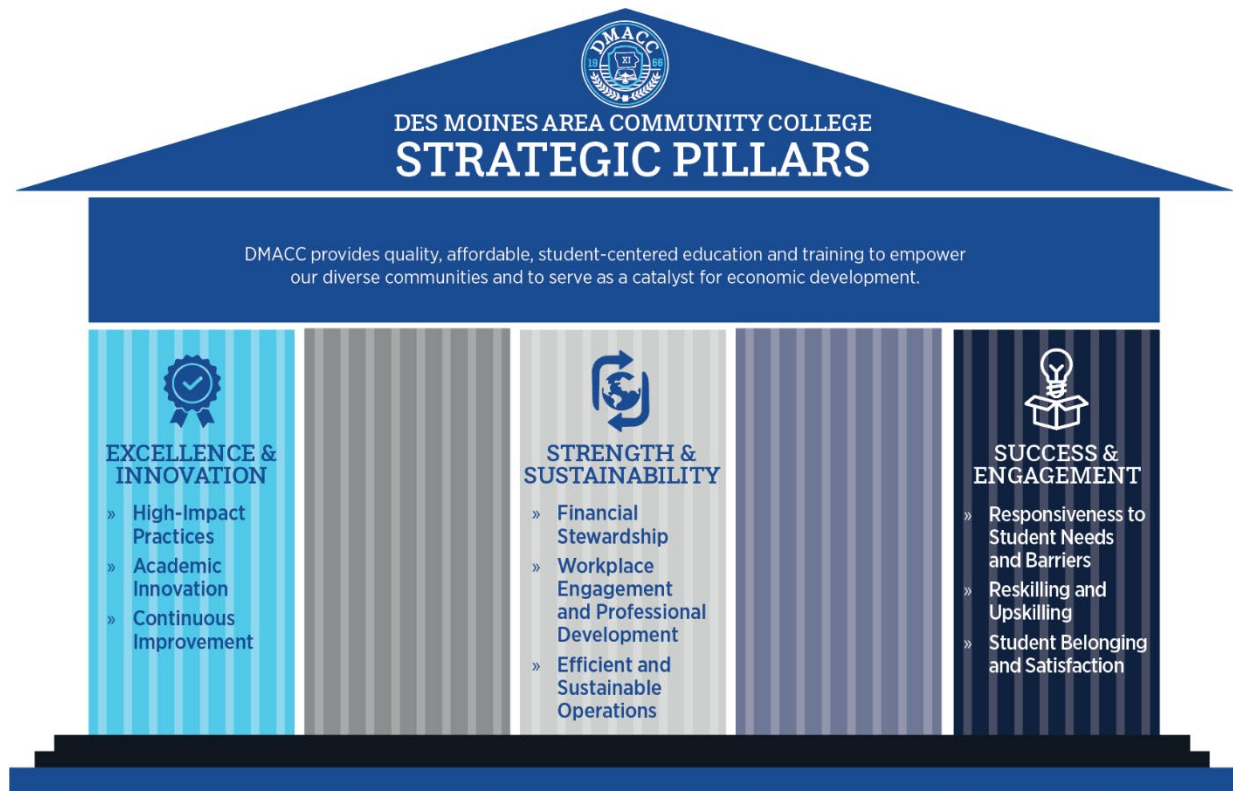 DMACC
19 66
XI
DES MOINES AREA COMMUNITY COLLEGE
STRATEGIC PILLARS
DMACC provides quality, affordable, student-centered education and training to empower
our diverse communities and to serve as a catalyst for economic development.
EXCELLENCE &
INNOVATION
» High-Impact
Practices
» Academic
Innovation
» Continuous
Improvement
STRENGTH &
SUSTAINABILITY
» Financial
Stewardship
» Workplace
Engagement
and Professional
Development
» Efficient and
Sustainable
Operations
SUCCESS &
ENGAGEMENT
» Responsiveness to
Student Needs
and Barriers
» Reskilling and
Upskilling
» Student Belonging
and Satisfaction